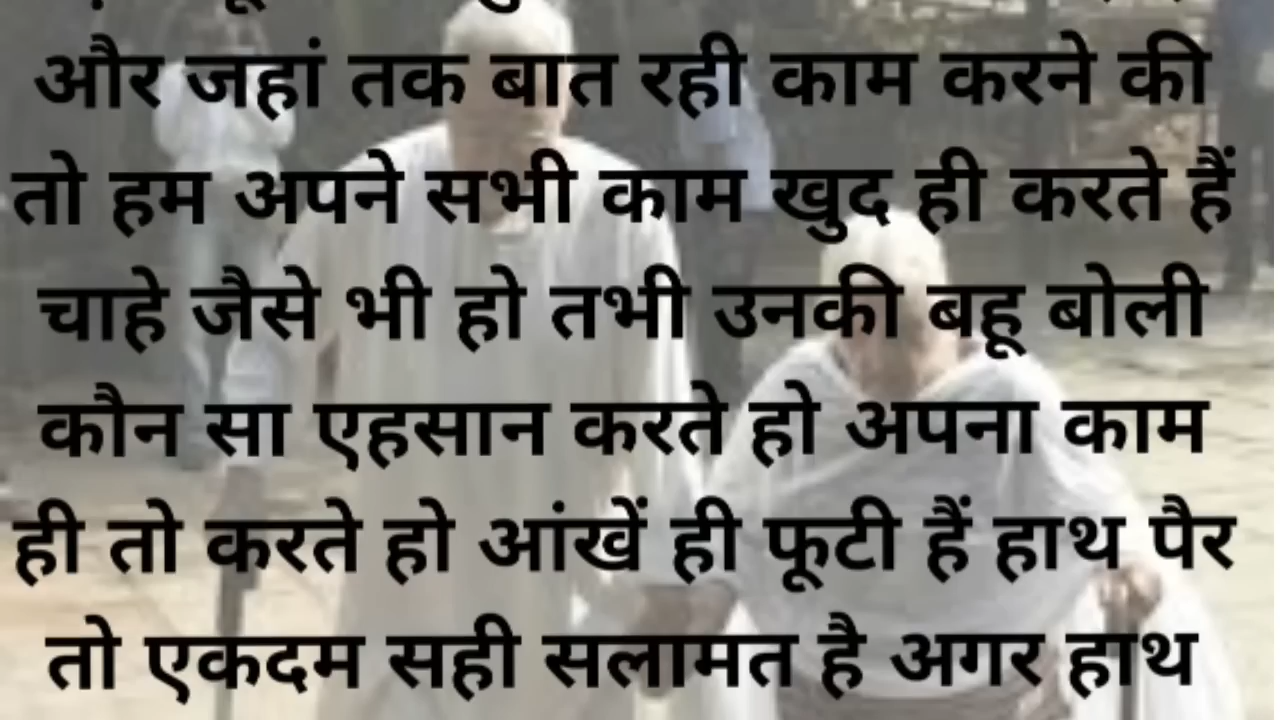 और जहां तक बात रही काम करने की
तो हम अपने सभी काम खुद ही करते हैं
चाहे जैसे भी हो तभी उनकी बहू बोली
कौन सा एहसान करते हो अपना काम
ही तो करते हो आंखें ही फूटी हैं हाथ पैर
तो एकदम सही सलामत है अगर हाथ